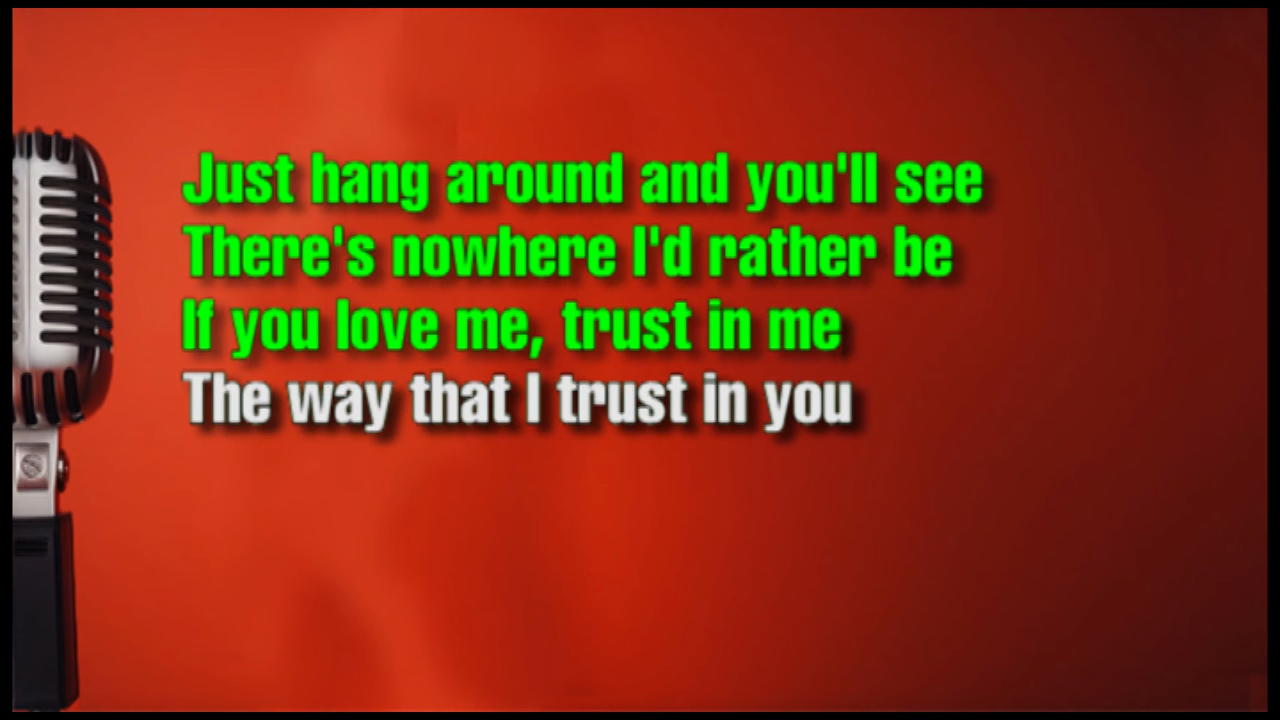 Just hang around and you'll see
There's nowhere I'd rather be
If you love me, trust in me
The way that I trust in you